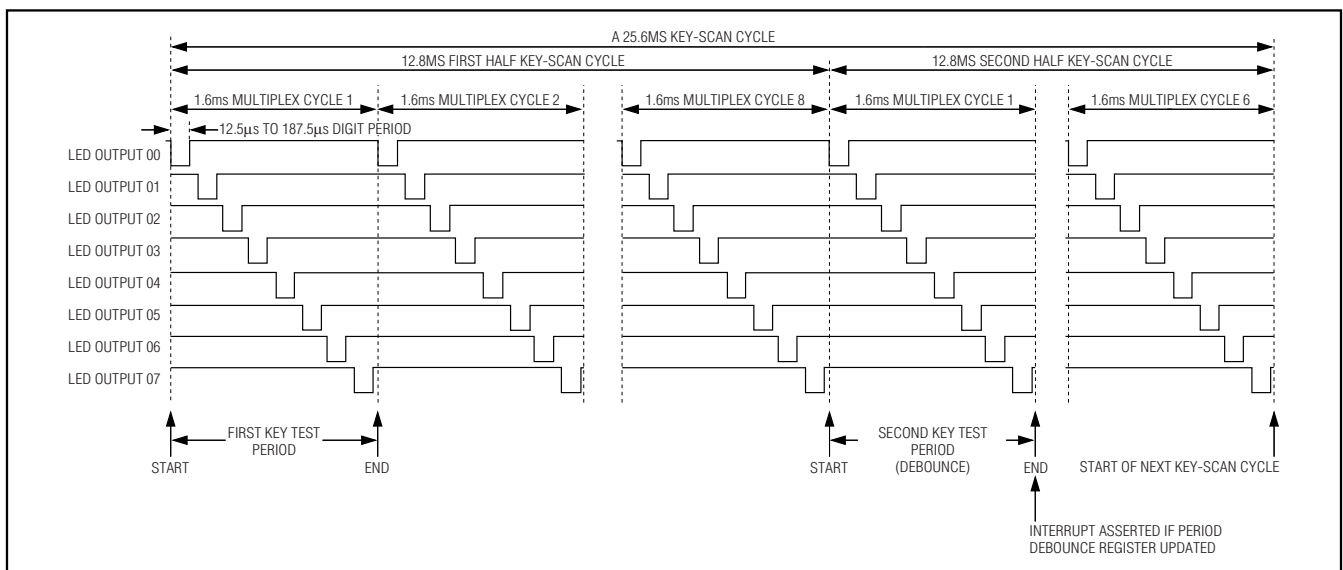 A 25.6MS KEY-SCAN CYCLE
12.8MS FIRST HALF KEY-SCAN CYCLE
12.8MS SECOND HALF KEY-SCAN CYCLE
1.6ms MULTIPLEX CYCLE 1
1.6ms MULTIPLEX CYCLE 2
1.6ms MULTIPLEX CYCLE 8
1.6ms MULTIPLEX CYCLE 1
1.6ms MULTIPLEX CYCLE 6
12.5µs TO 187.5µs DIGIT PERIOD
LED OUTPUT 00
LED OUTPUT 01
LED OUTPUT 02
LED OUTPUT 03
LED OUTPUT 04
LED OUTPUT 05
LED OUTPUT 06
LED OUTPUT 07
FIRST KEY TEST
PERIOD
START
END
SECOND KEY TEST
PERIOD
(DEBOUNCE)
START
END
START OF NEXT KEY-SCAN CYCLE
INTERRUPT ASSERTED IF PERIOD
DEBOUNCE REGISTER UPDATED